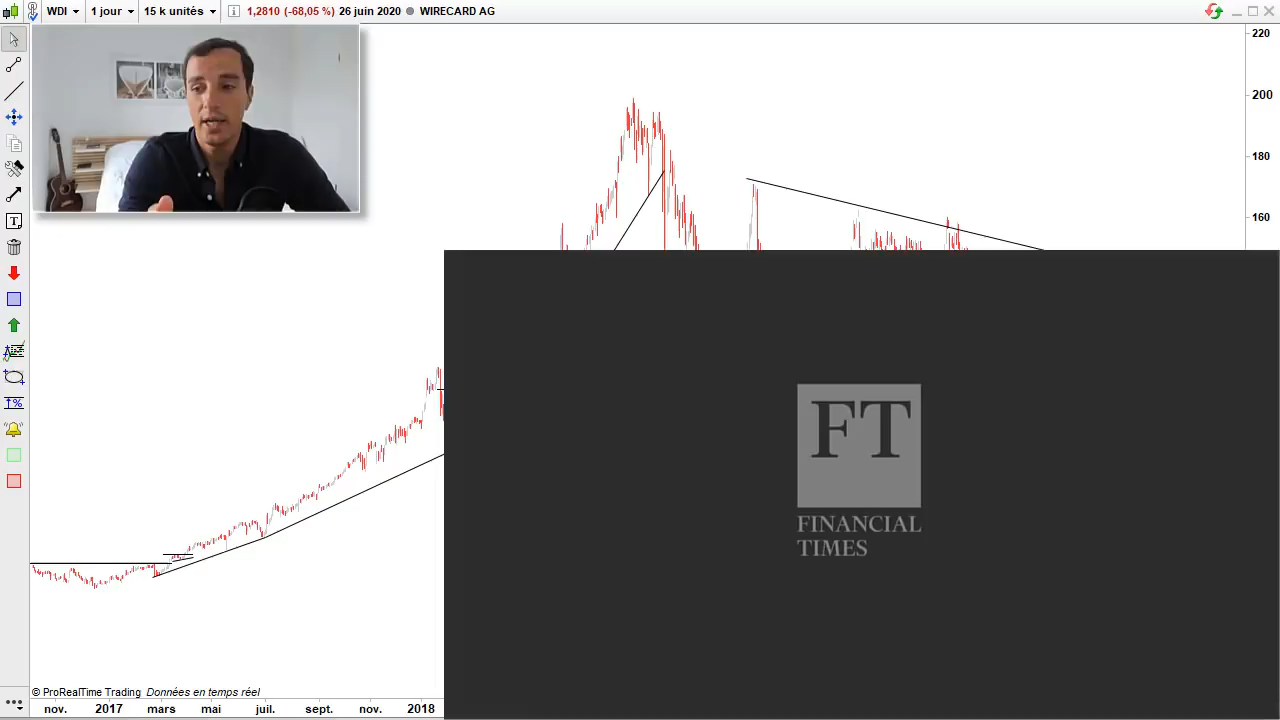 WDI 1 jour 15 k unités 1,2810 (-68,05 %) 26 juin 2020 WIRECARD AG
220
200
180
160
FT
FINANCIAL
TIMES
© ProRealTime Trading Données en temps réel
nov. 2017 mars mai juil. sept. nov. 2018